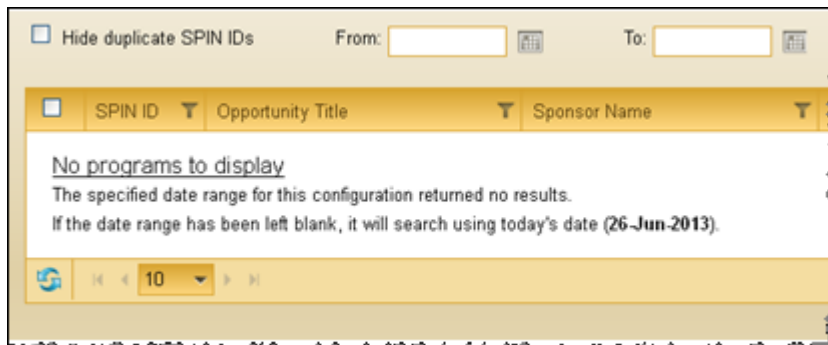 Hide duplicate SPIN IDs From: To:
SPIN ID Opportunity Title Sponsor Name
No programs to display
The specified date range for this configuration returned no results.
If the date range has been left blank, it will search using today's date (26-Jun-2013).
10